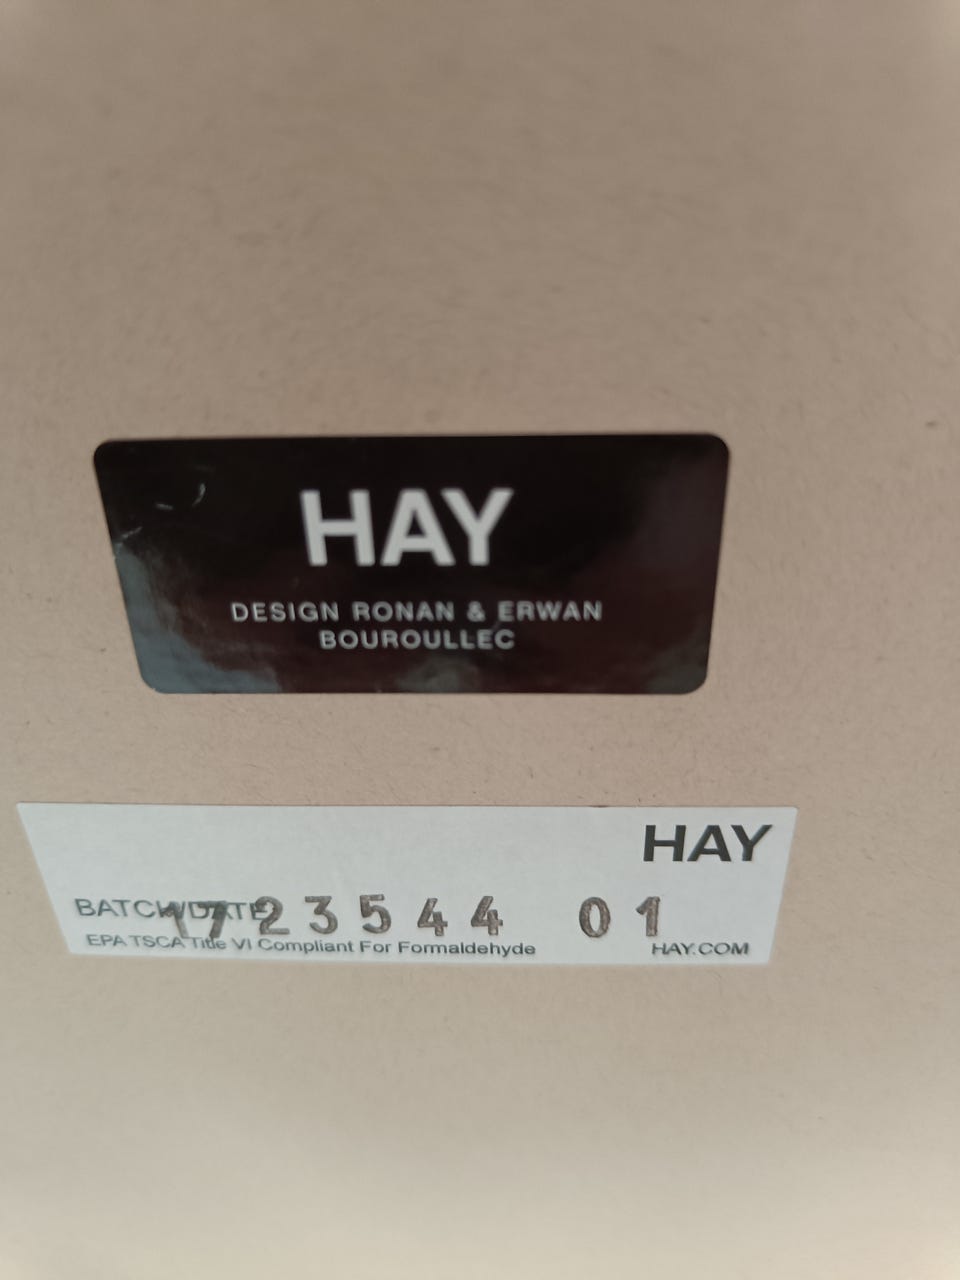 HAY
DESIGN RONAN & ERWAN
BOUROULLEC
HAY
BATCH/DATE 1723544 01
EPA TSCA Title VI Compliant For Formaldehyde
HAY.COM